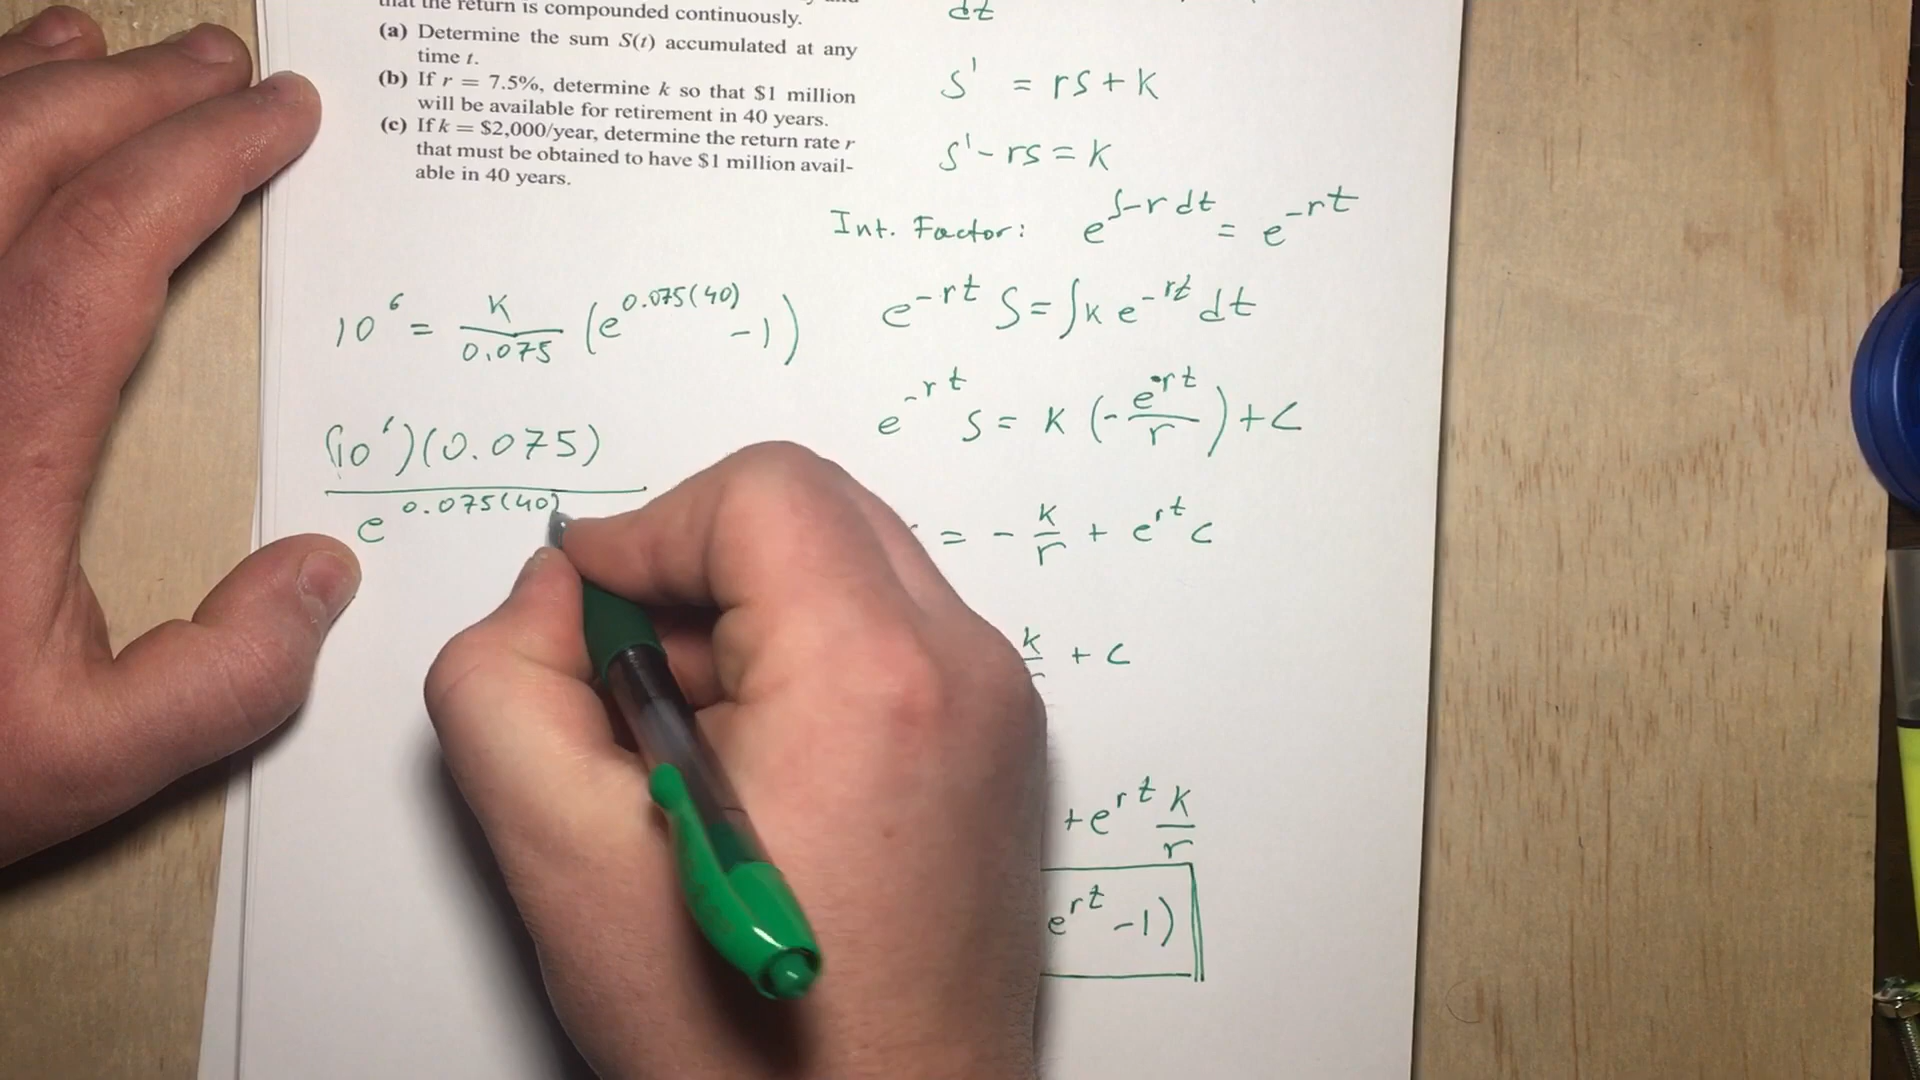 that the return is compounded continuously.
(a) Determine the sum S(t) accumulated at any
time t.
(b) If r = 7.5%, determine k so that $1 million
will be available for retirement in 40 years.
(c) If k = $2,000/year, determine the return rate r
that must be obtained to have $1 million avail-
able in 40 years.
10^6 = K/0.075 (e^0.075(40) -1)
(10^6)(0.075)
e^0.075(40)
dt
S' = rS + K
S' - rS = K
Int. Factor: e^∫-r dt = e^-rt
e^-rt S = ∫K e^-rt dt
e^-rt S = K (- e^-rt/r) + C
= - K/r + e^rt C
k + C
+ e^rt K/r
e^rt -1)